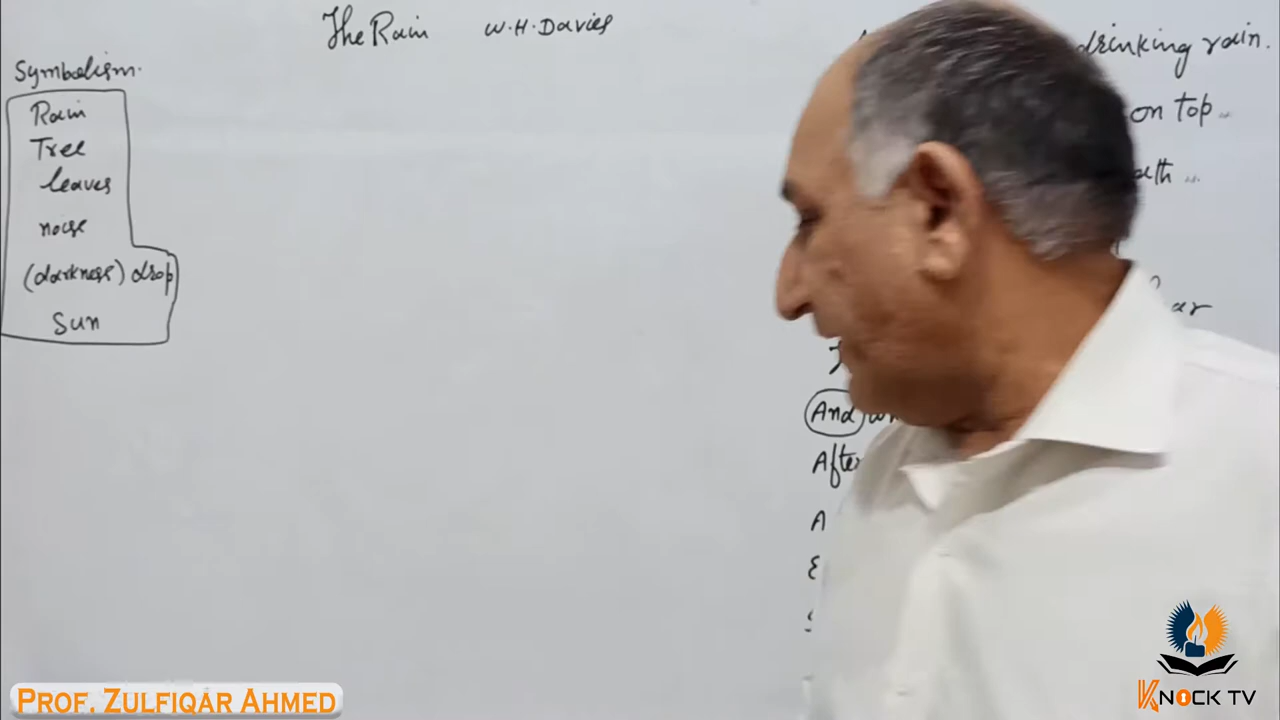 The Rain W.H.Davies
Symbolism.
Rain
Tree
leaves
noise
(darkness) drop
Sun
drinking rain.
on top ..
And
After
PROF. ZULFIQAR AHMED
KNOCK TV